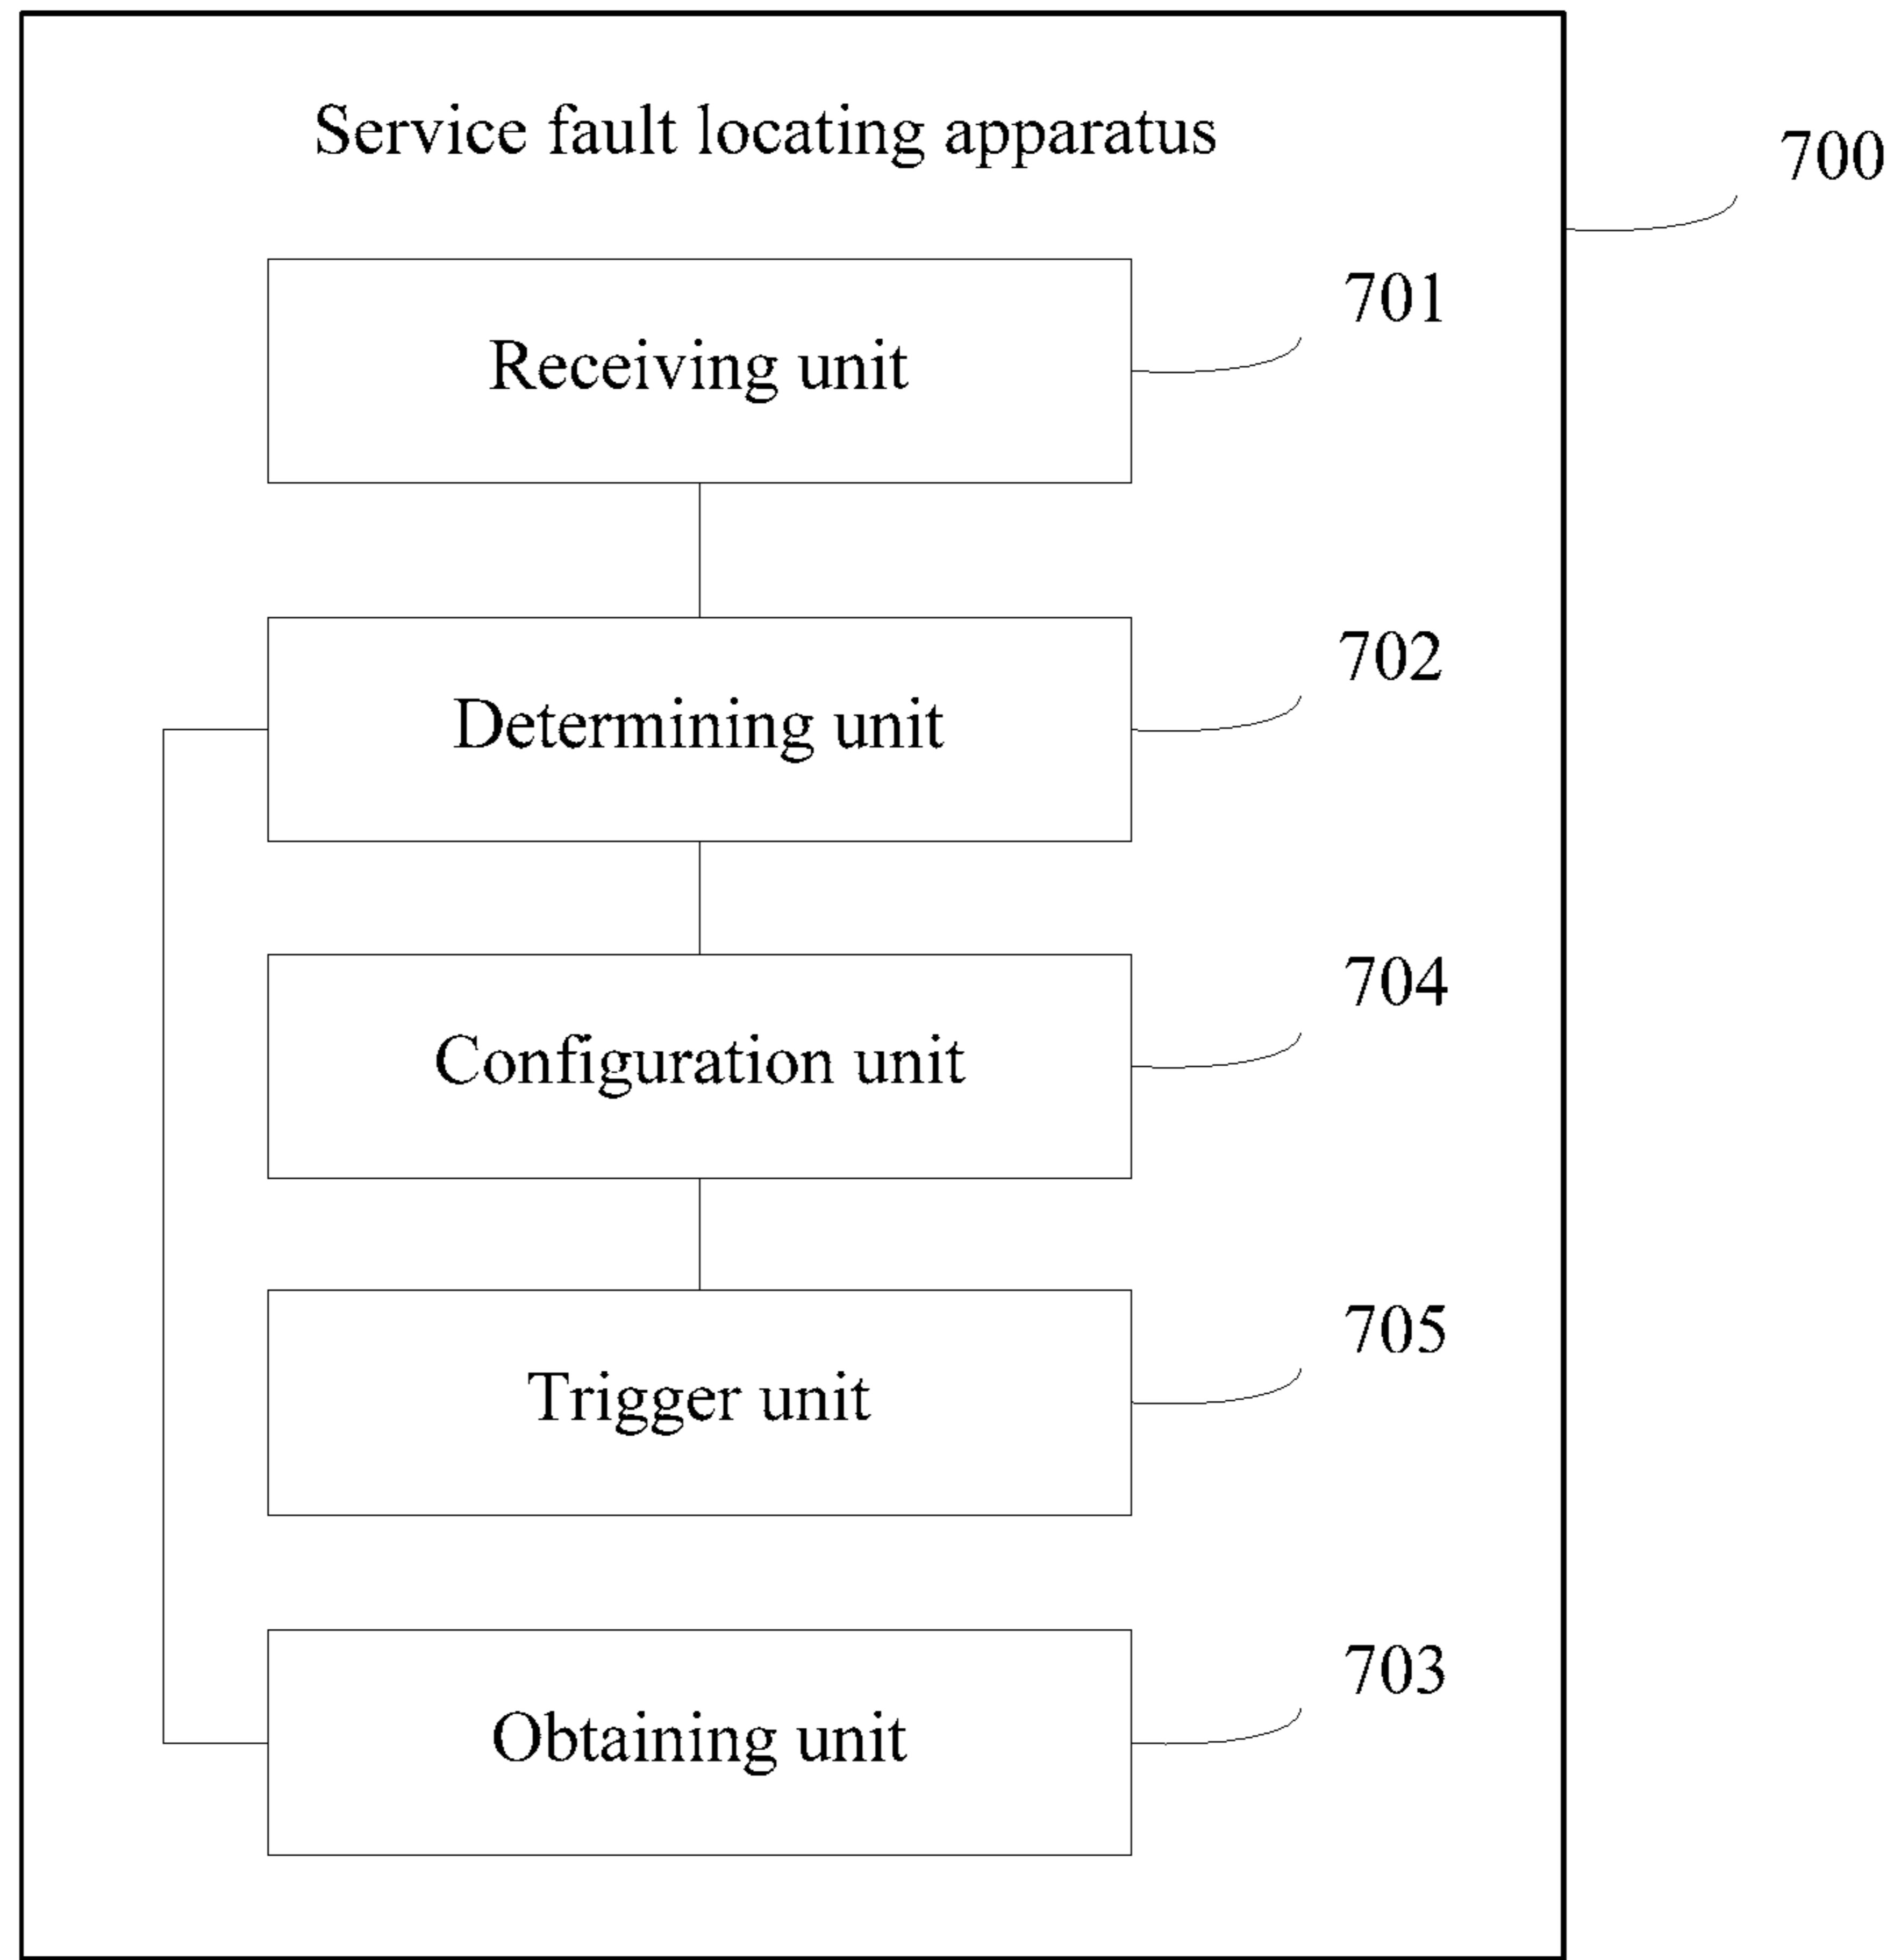 Service fault locating apparatus
700
701
Receiving unit
702
Determining unit
704
Configuration unit
705
Trigger unit
703
Obtaining unit